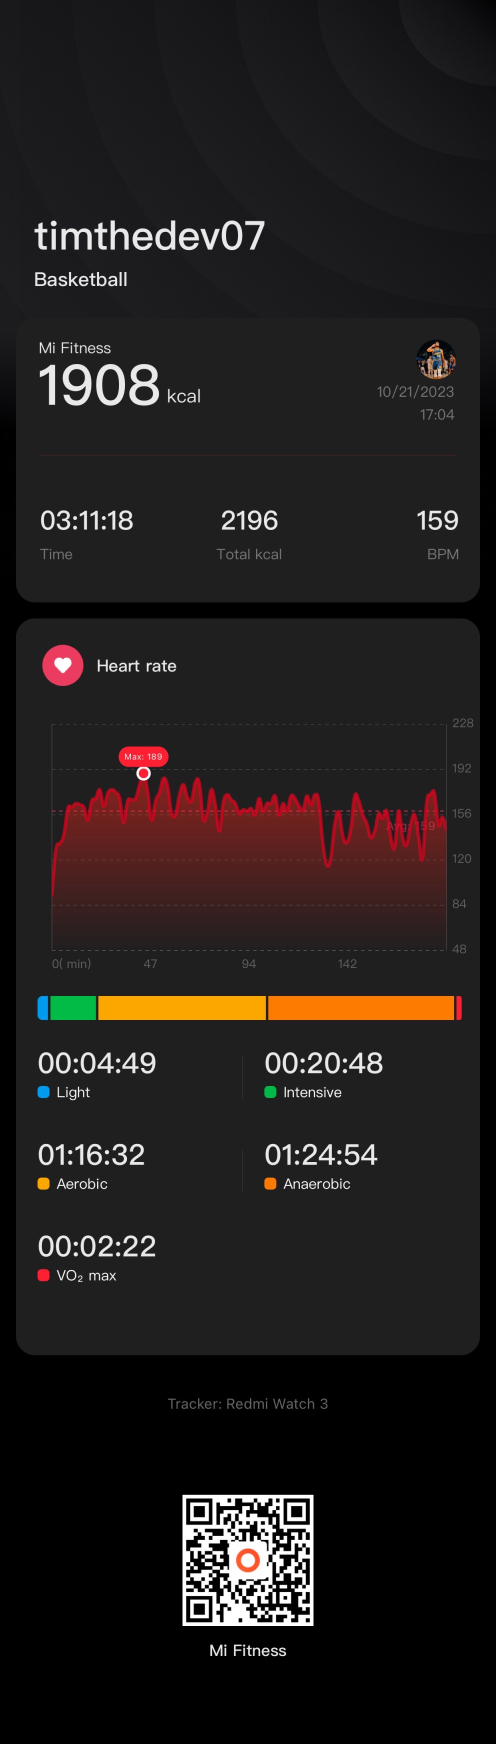 timthedev07
Basketball
Mi Fitness
1908 kcal
10/21/2023
17:04
03:11:18 2196 159
Time Total kcal BPM
Heart rate
228
Max: 189
192
156
Avg: 159
120
84
48
0( min) 47 94 142
00:04:49 00:20:48
Light Intensive
01:16:32 01:24:54
Aerobic Anaerobic
00:02:22
VO₂ max
Tracker: Redmi Watch 3
Mi Fitness